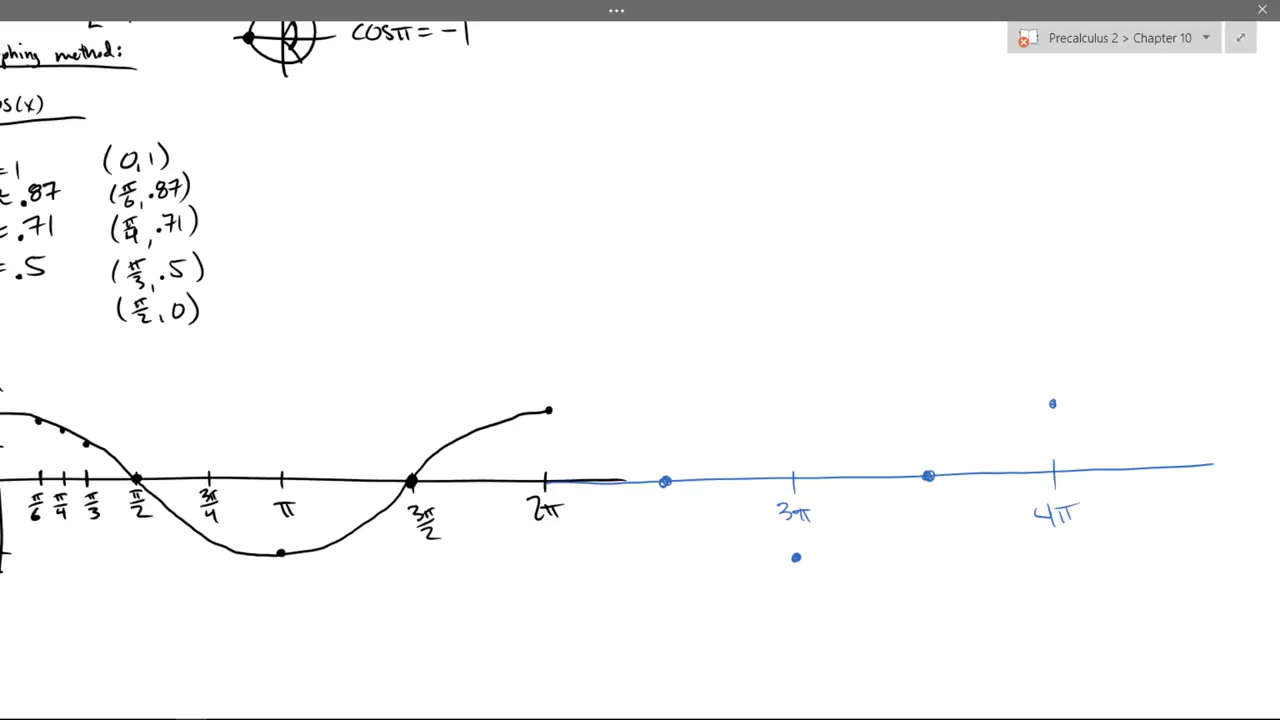 cosπ = -1
Precalculus 2 > Chapter 10
phing method:
os(x)
= 1 (0,1)
≈ .87 (π/6, .87)
= .71 (π/4, .71)
= .5 (π/3, .5)
(π/2, 0)
π/6 π/4 π/3 π/2 3π/4 π 3π/2 2π 3π 4π